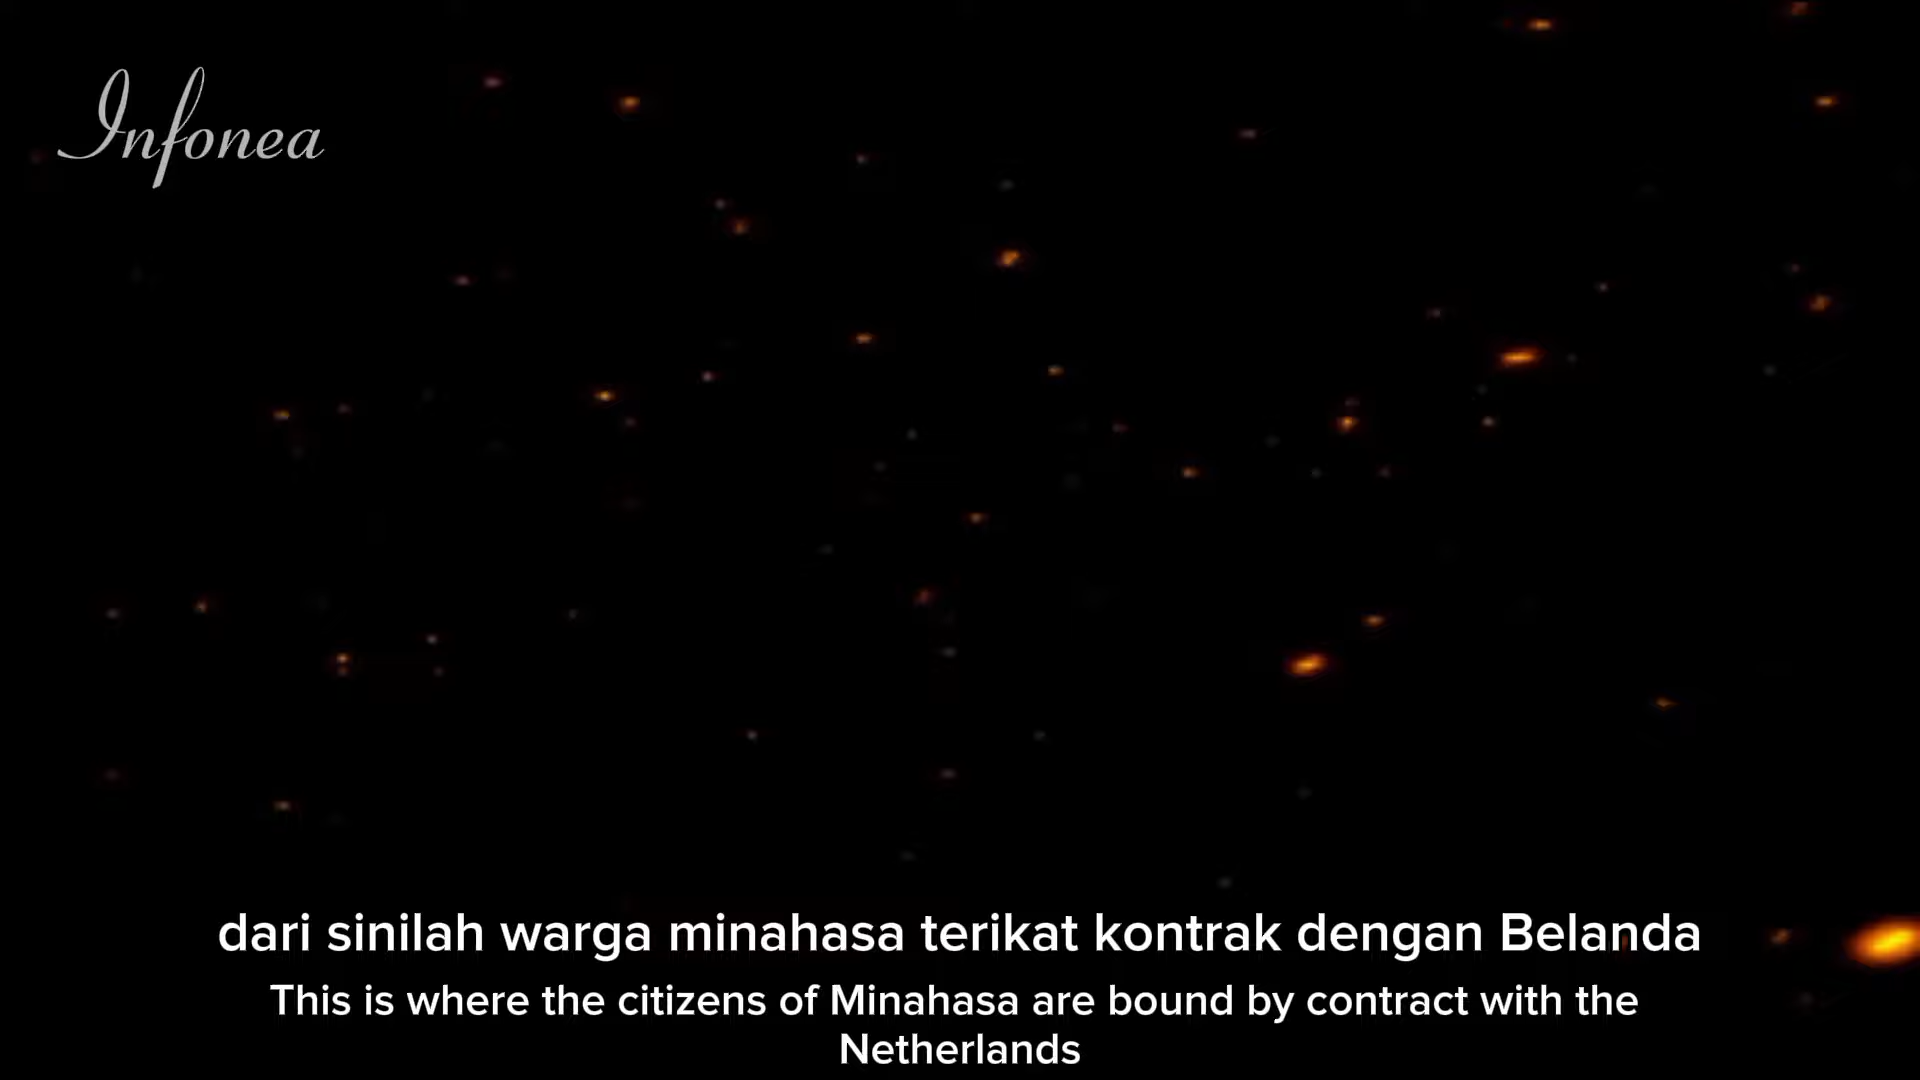 Infonea
dari sinilah warga minahasa terikat kontrak dengan Belanda
This is where the citizens of Minahasa are bound by contract with the
Netherlands